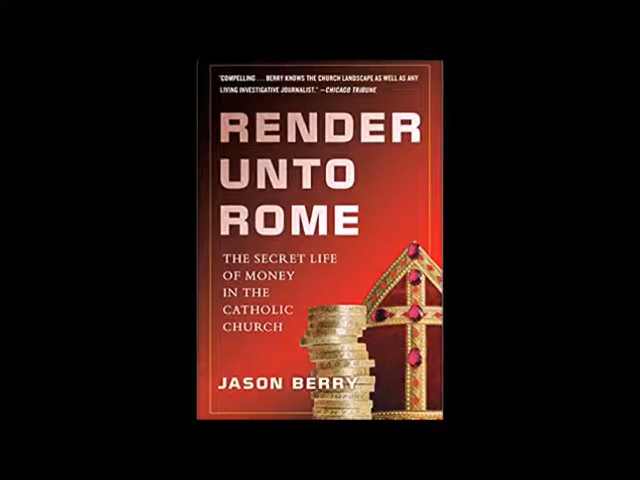 "COMPELLING . . . BERRY KNOWS THE CHURCH LANDSCAPE AS WELL AS ANY
LIVING INVESTIGATIVE JOURNALIST." —CHICAGO TRIBUNE
RENDER
UNTO
ROME
THE SECRET LIFE
OF MONEY
IN THE
CATHOLIC
CHURCH
JASON BERRY